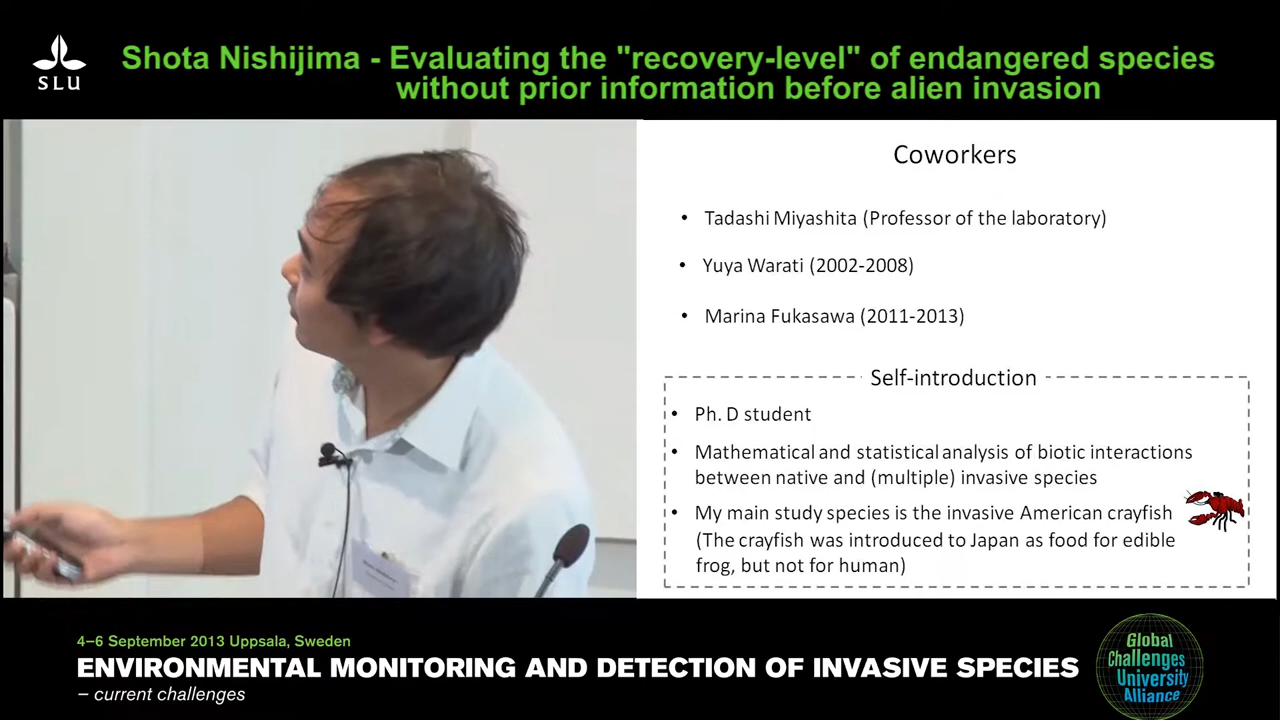 SLU
Shota Nishijima - Evaluating the "recovery-level" of endangered species
without prior information before alien invasion
Coworkers
• Tadashi Miyashita (Professor of the laboratory)
• Yuya Warati (2002-2008)
• Marina Fukasawa (2011-2013)
Self-introduction
• Ph. D student
• Mathematical and statistical analysis of biotic interactions
between native and (multiple) invasive species
• My main study species is the invasive American crayfish
(The crayfish was introduced to Japan as food for edible
frog, but not for human)
4–6 September 2013 Uppsala, Sweden
ENVIRONMENTAL MONITORING AND DETECTION OF INVASIVE SPECIES
– current challenges
Global
Challenges
University
Alliance